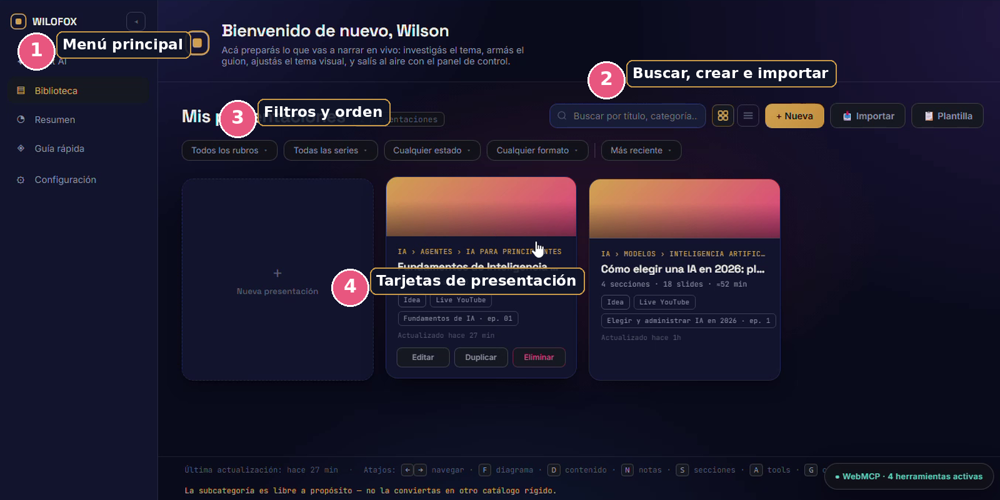 WILOFOX
1 Menú principal
AI
Biblioteca
Resumen
Guía rápida
Configuración
Bienvenido de nuevo, Wilson
Acá preparás lo que vas a narrar en vivo: investigás el tema, armás el
guion, ajustás el tema visual, y salís al aire con el panel de control.
2 Buscar, crear e importar
Mis
3 Filtros y orden
Buscar por título, categoría..
+ Nueva
Importar
Plantilla
Todos los rubros
Todas las series
Cualquier estado
Cualquier formato
Más reciente
+
Nueva presentación
IA › AGENTES › IA PARA
Fundamentos de Inteligencia ...
4 Tarjetas de presentación
Idea
Live YouTube
Fundamentos de IA · ep. 01
Actualizado hace 27 min
Editar
Duplicar
Eliminar
IA › MODELOS › INTELIGENCIA ARTIFIC…
Cómo elegir una IA en 2026: pl...
4 secciones · 18 slides · ≈52 min
Idea
Live YouTube
Elegir y administrar IA en 2026 · ep. 1
Actualizado hace 1h
Última actualización: hace 27 min · Atajos: ← → navegar · F diagrama · D contenido · N notas · S secciones · A tools · G
WebMCP · 4 herramientas activas
La subcategoría es libre a propósito — no la conviertas en otro catálogo rígido.